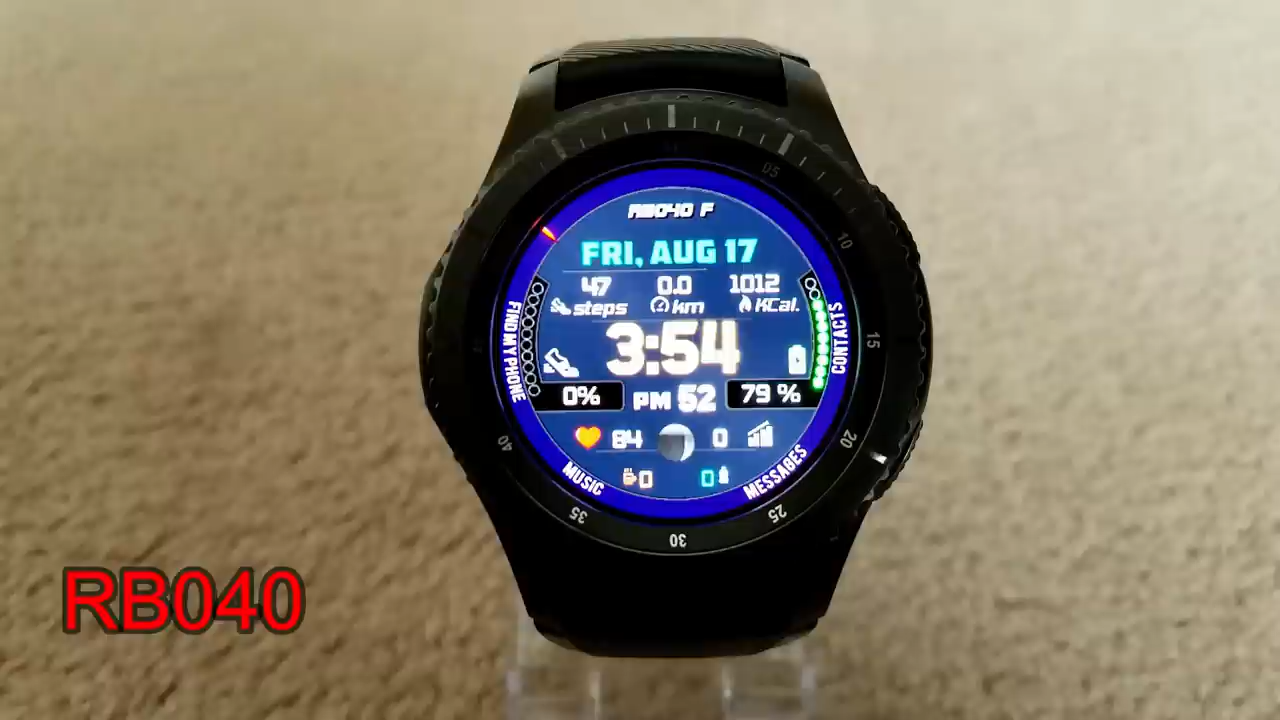 05
10
15
20
25
30
35
40
RB040 F
FRI, AUG 17
47 0.0 1012
steps km KCal.
3:54
0% PM 52 79 %
84 0
0 0
FIND MY PHONE
CONTACTS
MUSIC
MESSAGES
RB040